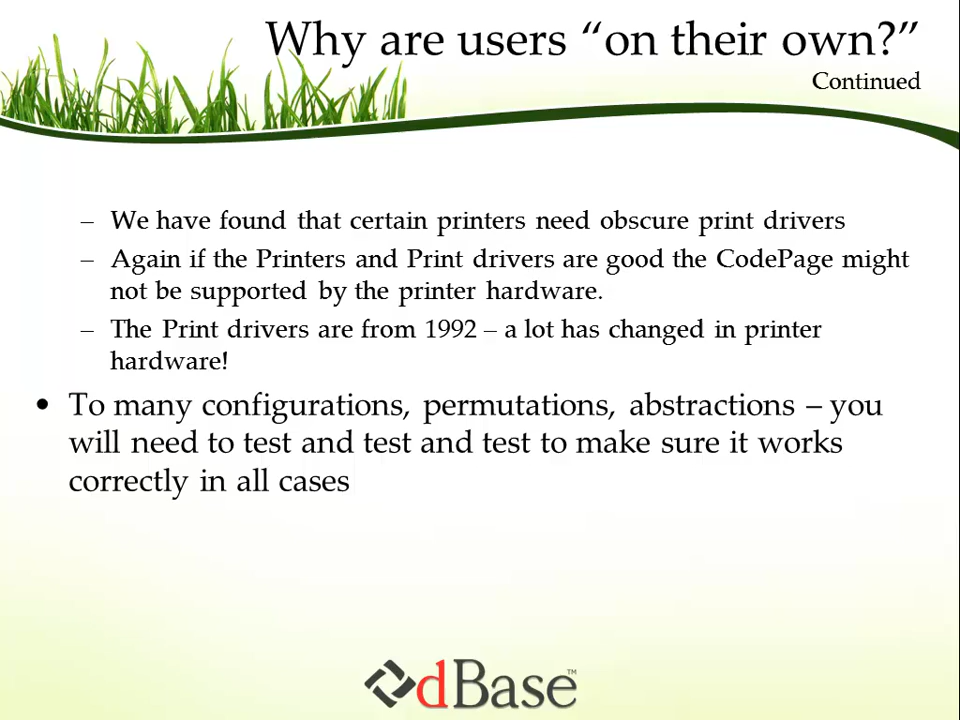 Why are users “on their own?”
Continued
– We have found that certain printers need obscure print drivers
– Again if the Printers and Print drivers are good the CodePage might
not be supported by the printer hardware.
– The Print drivers are from 1992 – a lot has changed in printer
hardware!
• To many configurations, permutations, abstractions – you
will need to test and test and test to make sure it works
correctly in all cases
dBase™